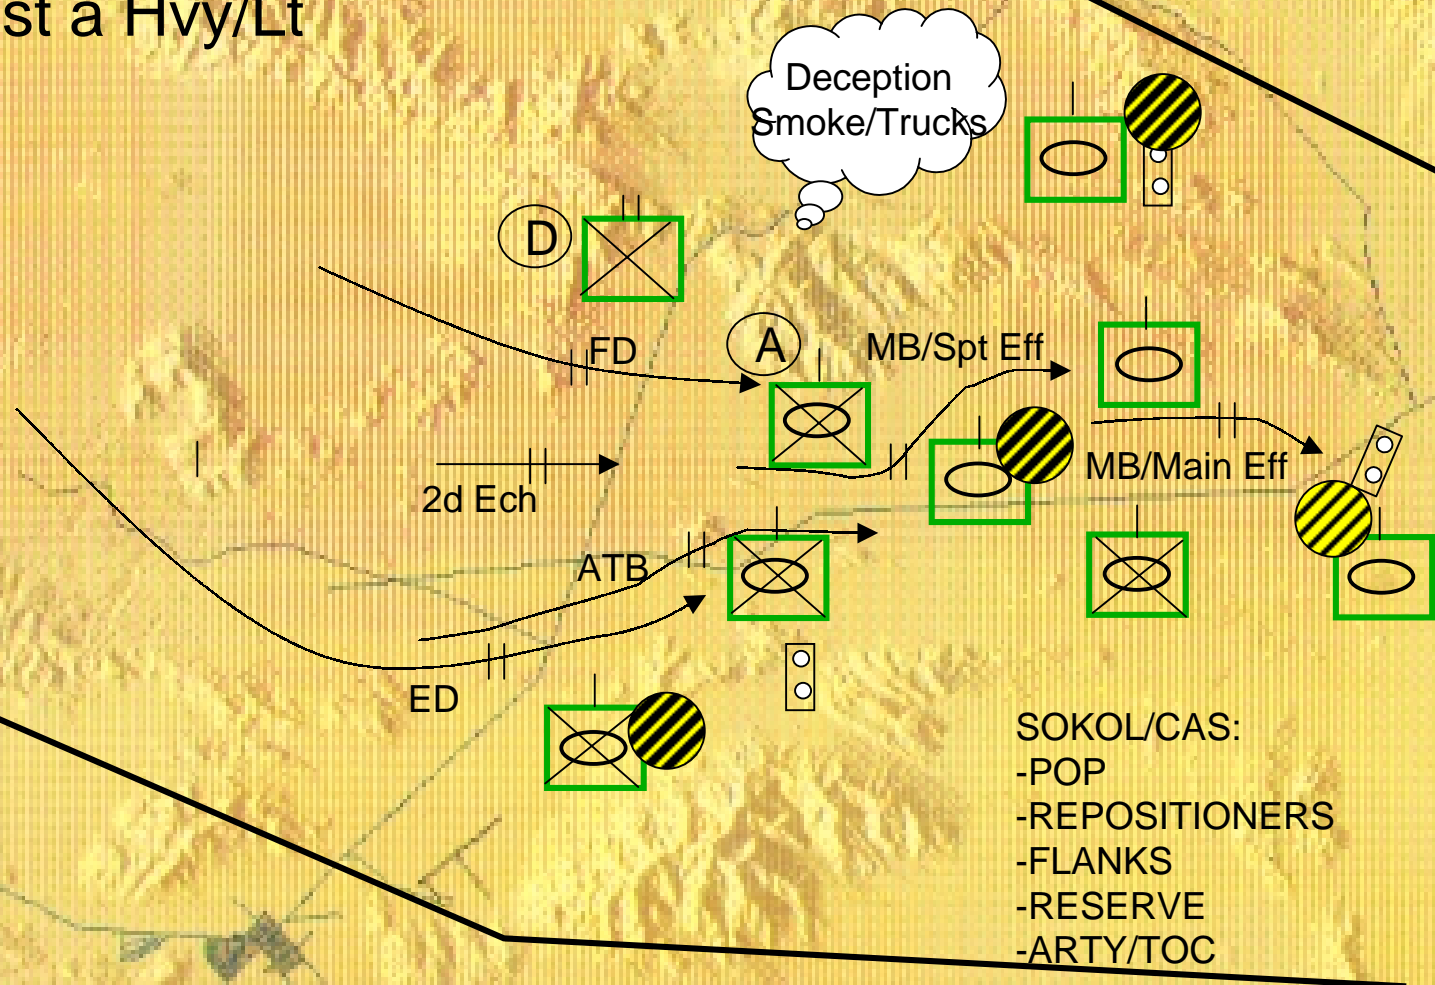 st a Hvy/Lt
Deception
Smoke/Trucks
D
FD
A
MB/Spt Eff
MB/Main Eff
2d Ech
ATB
ED
SOKOL/CAS:
-POP
-REPOSITIONERS
-FLANKS
-RESERVE
-ARTY/TOC